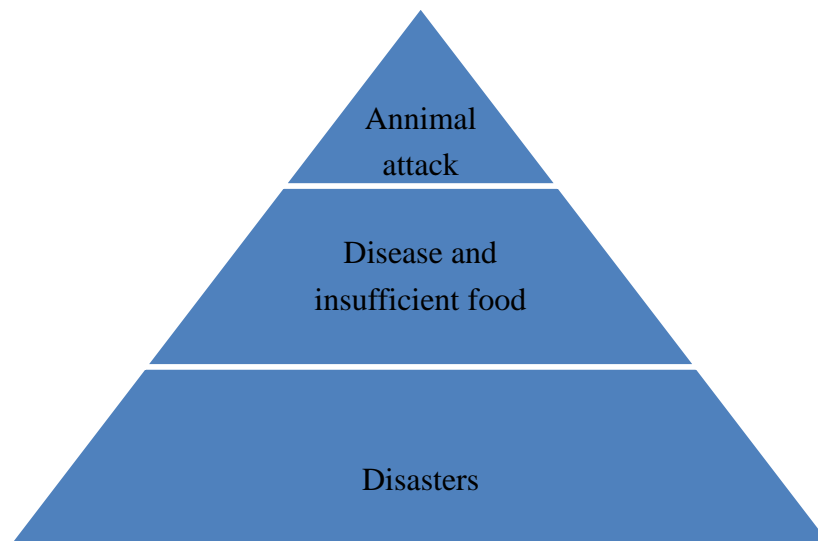 Annimal
attack
Disease and
insufficient food
Disasters